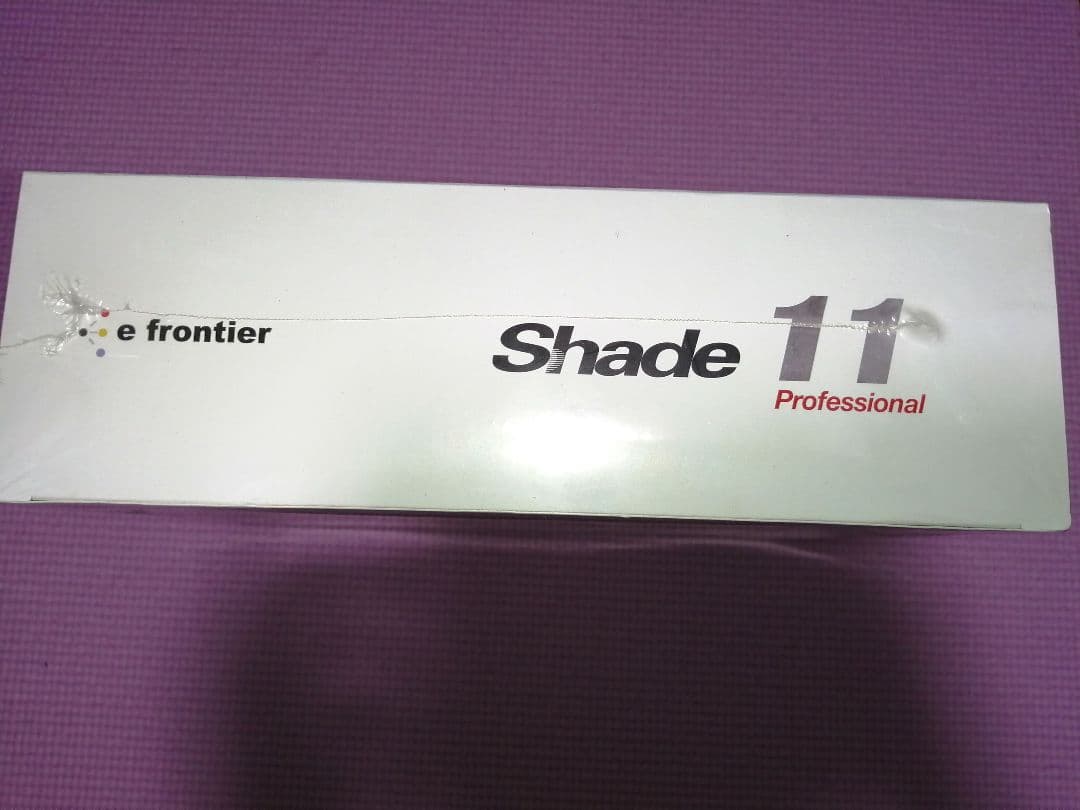 e frontier
Shade 11
Professional